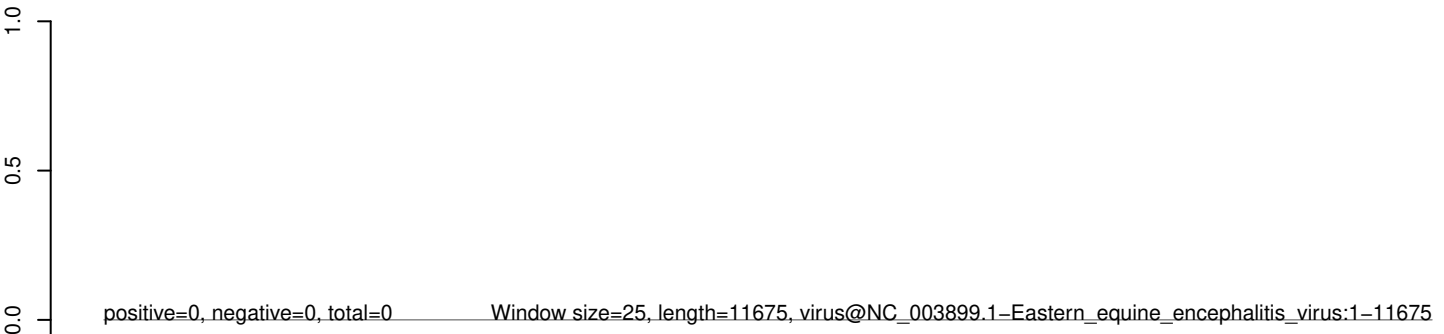 1.0
0.5
0.0
positive=0, negative=0, total=0 Window size=25, length=11675, virus@NC_003899.1−Eastern_equine_encephalitis_virus:1−11675